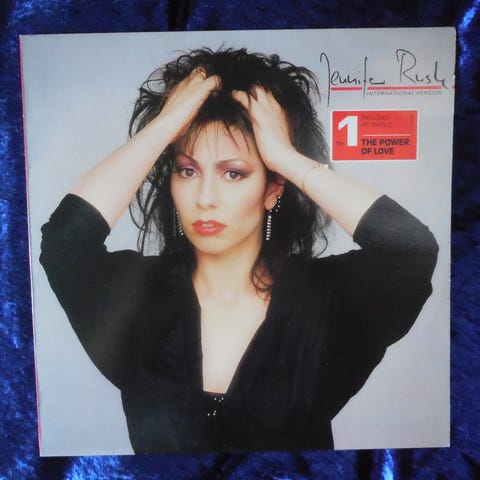 Jennifer Rush
INTERNATIONAL VERSION
No. 1
INCLUDES
HIT SINGLE
THE POWER
OF LOVE